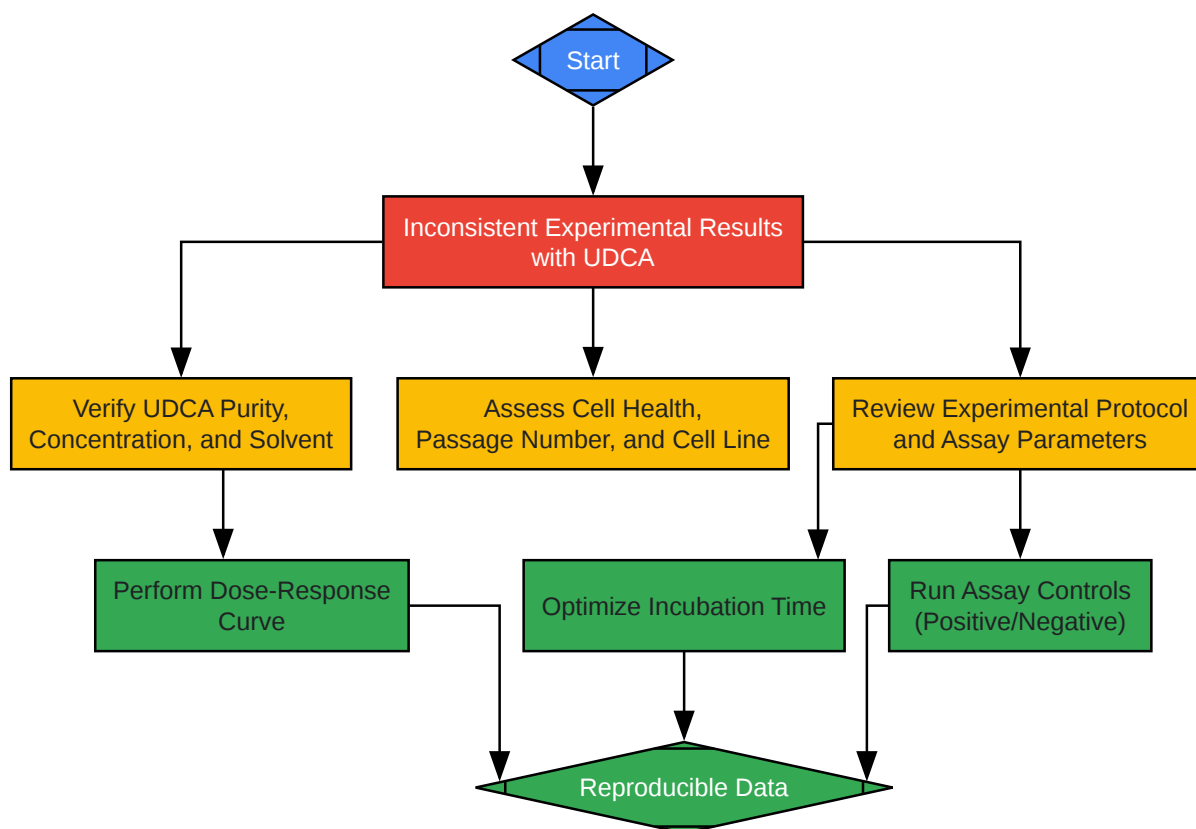 Start
Inconsistent Experimental Results
with UDCA
Verify UDCA Purity,
Concentration, and Solvent
Assess Cell Health,
Passage Number, and Cell Line
Review Experimental Protocol
and Assay Parameters
Perform Dose-Response
Curve
Optimize Incubation Time
Run Assay Controls
(Positive/Negative)
Reproducible Data